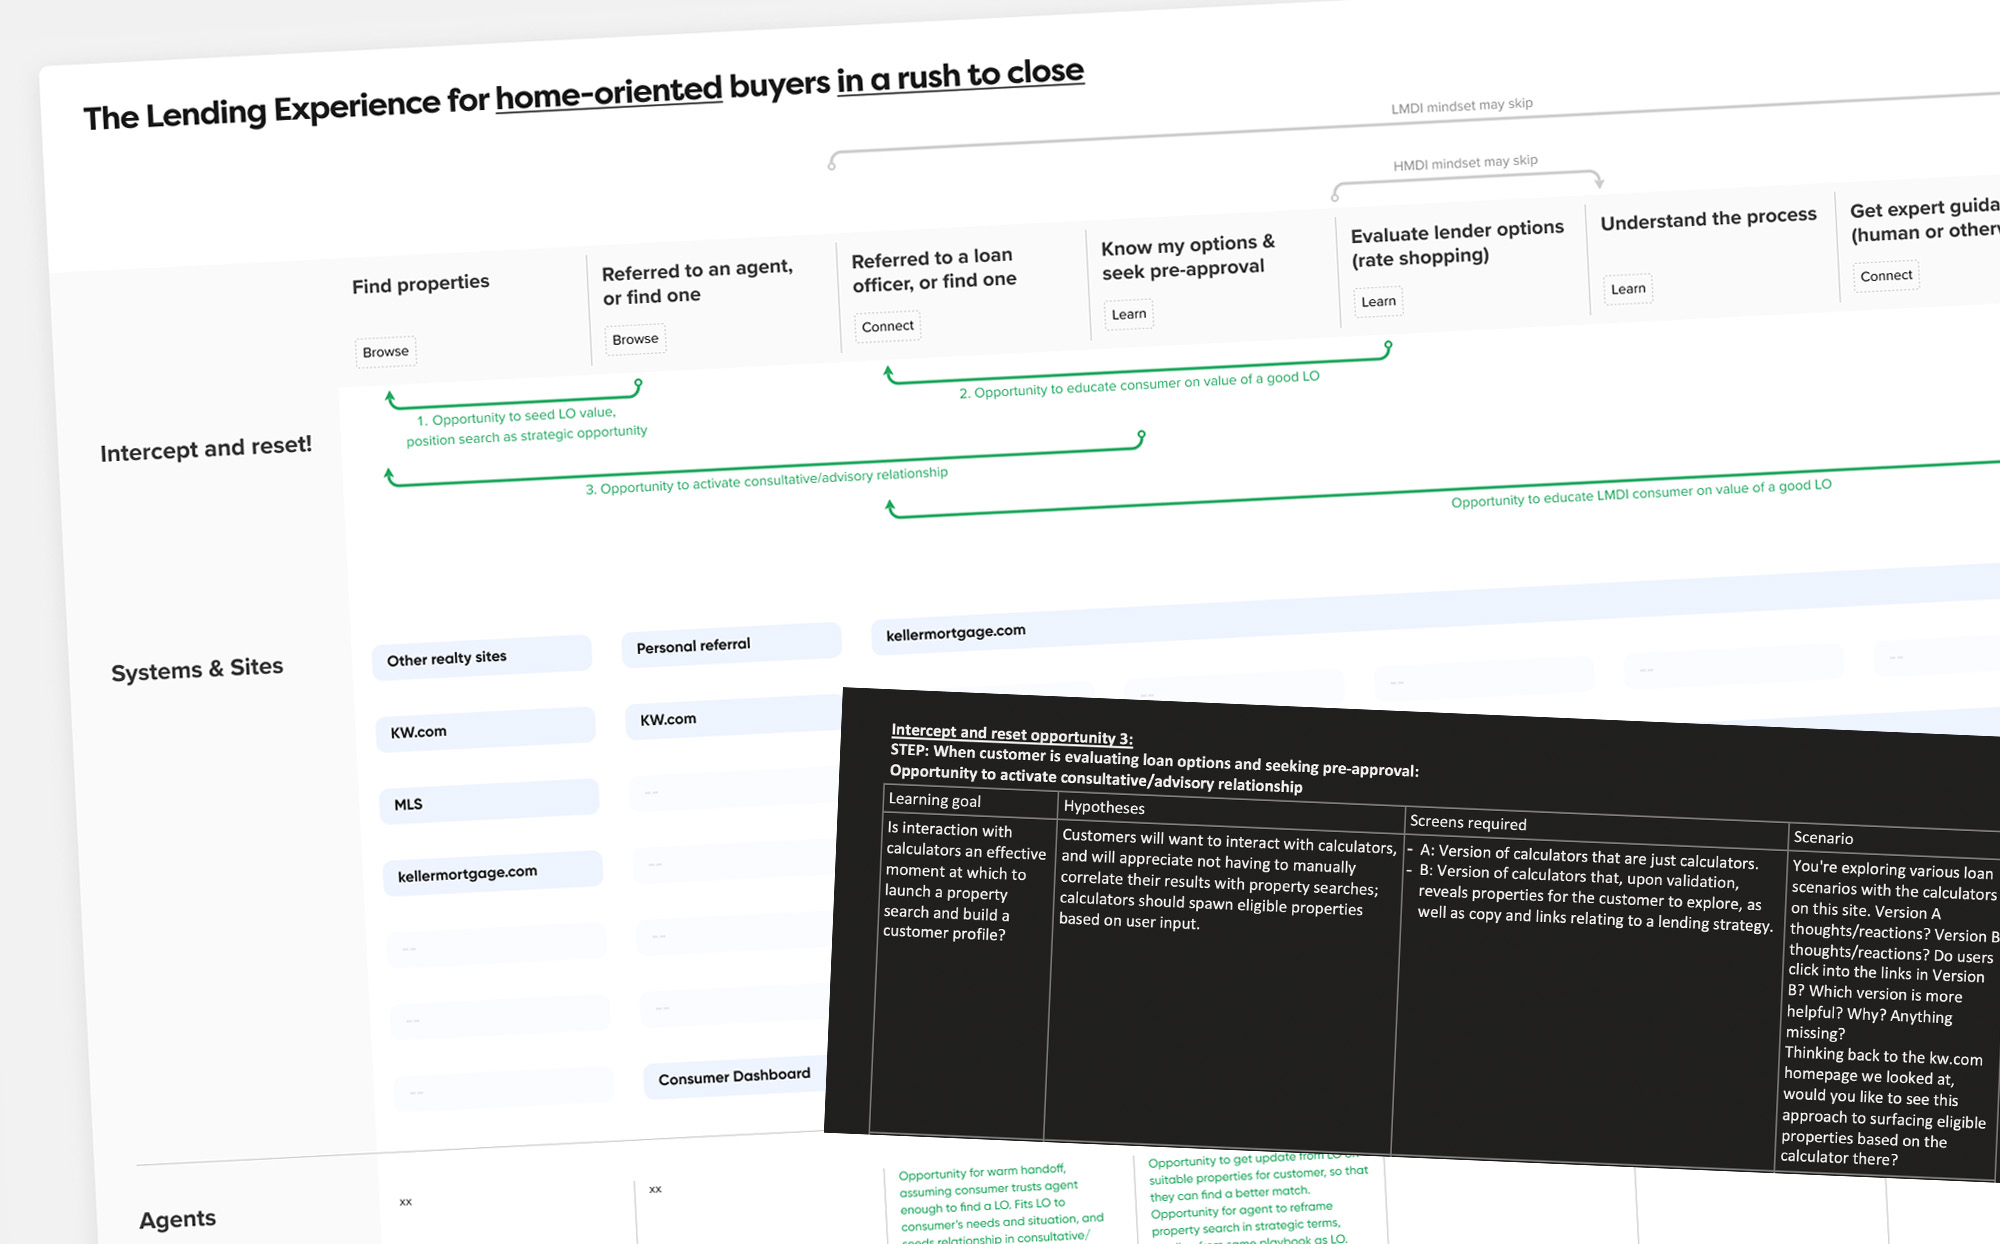 The Lending Experience for home-oriented buyers in a rush to close
LMDI mindset may skip
HMDI mindset may skip
Find properties
Browse
Referred to an agent,
or find one
Browse
Referred to a loan
officer, or find one
Connect
Know my options &
seek pre-approval
Learn
Evaluate lender options
(rate shopping)
Learn
Understand the process
Learn
Get expert
(human or
Connect
Intercept and reset!
1. Opportunity to seed LO value,
position search as strategic opportunity
2. Opportunity to educate consumer on value of a good LO
3. Opportunity to activate consultative/advisory relationship
Opportunity to educate LMDI consumer on value of a good LO
Systems & Sites
Other realty sites
Personal referral
kellermortgage.com
--
--
--
--
KW.com
KW.com
MLS
--
kellermortgage.com
--
--
--
--
--
--
Consumer Dashboard
Intercept and reset opportunity 3:
STEP: When customer is evaluating loan options and seeking pre-approval:
Opportunity to activate consultative/advisory relationship
Learning goal
Is interaction with
calculators an effective
moment at which to
launch a property
search and build a
customer profile?
Hypotheses
Customers will want to interact with calculators,
and will appreciate not having to manually
correlate their results with property searches;
calculators should spawn eligible properties
based on user input.
Screens required
- A: Version of calculators that are just calculators.
- B: Version of calculators that, upon validation,
reveals properties for the customer to explore, as
well as copy and links relating to a lending strategy.
Scenario
You're exploring various loan
scenarios with the calculators
on this site. Version A
thoughts/reactions? Version B
thoughts/reactions? Do users
click into the links in Version
B? Which version is more
helpful? Why? Anything
missing?
Thinking back to the kw.com
homepage we looked at,
would you like to see this
approach to surfacing eligible
properties based on the
calculator there?
Agents
xx
xx
Opportunity for warm handoff,
assuming consumer trusts agent
enough to find a LO. Fits LO to
consumer's needs and situation, and
seeds relationship in consultative/
Opportunity to get update from LO on
suitable properties for customer, so that
they can find a better match.
Opportunity for agent to reframe
property search in strategic terms,
from same playbook as LO.